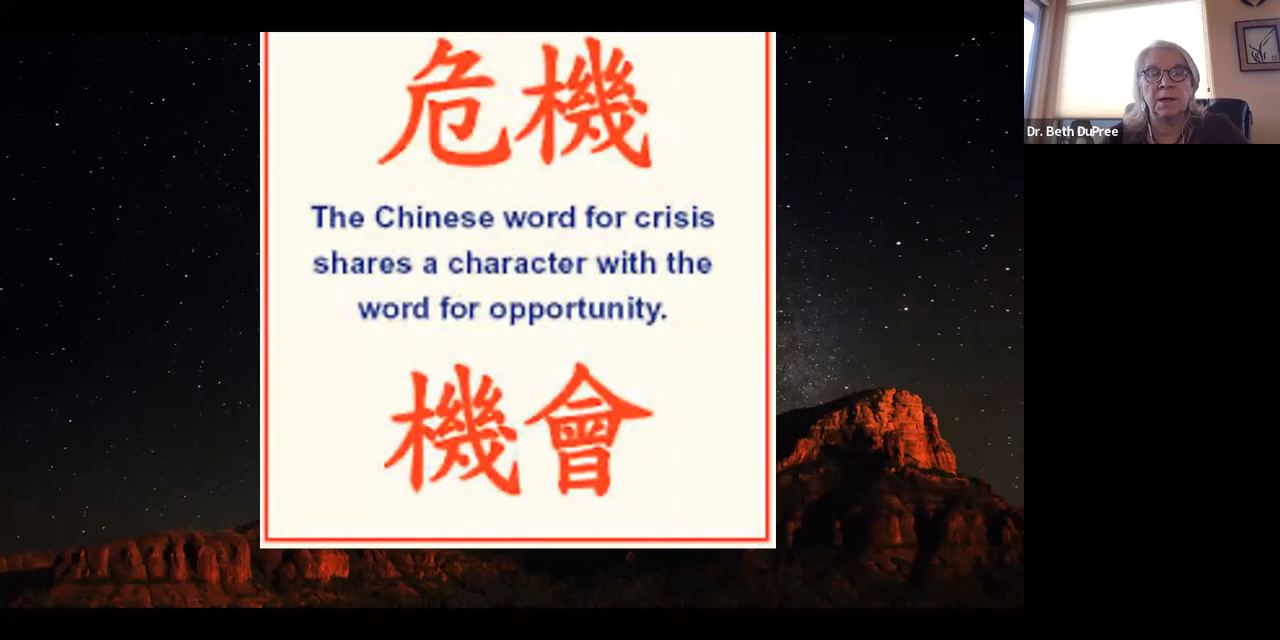 危機
The Chinese word for crisis
shares a character with the
word for opportunity.
機會
Dr. Beth DuPree